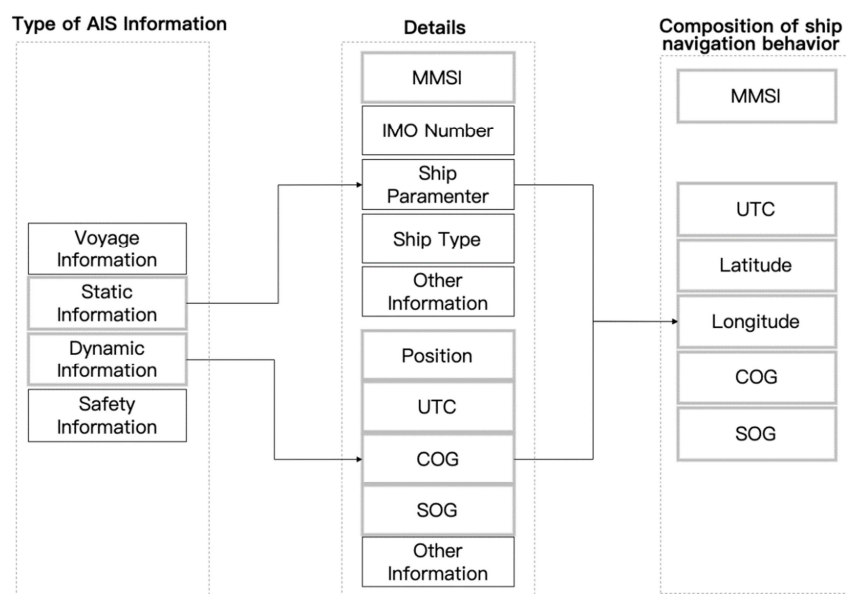 Type of AIS Information
Voyage
Information
Static
Information
Dynamic
Information
Safety
Information
Details
MMSI
IMO Number
Ship
Paramenter
Ship Type
Other
Information
Position
UTC
COG
SOG
Other
Information
Composition of ship
navigation behavior
MMSI
UTC
Latitude
Longitude
COG
SOG